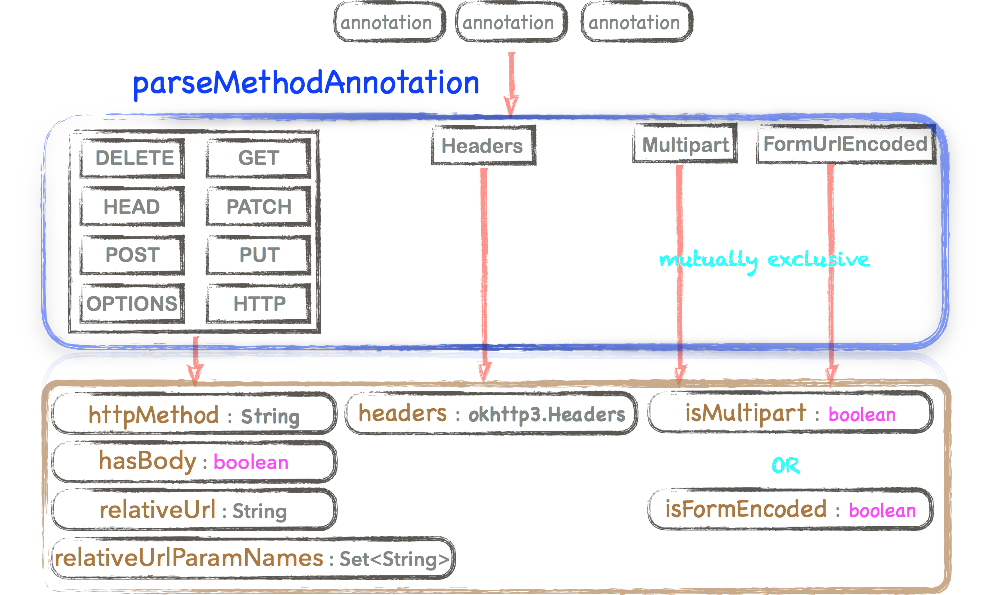 annotation annotation annotation
parseMethodAnnotation
DELETE GET Headers Multipart FormUrlEncoded
HEAD PATCH
POST PUT mutually exclusive
OPTIONS HTTP
httpMethod : String headers : okhttp3.Headers isMultipart : boolean
hasBody : boolean OR
relativeUrl : String isFormEncoded : boolean
relativeUrlParamNames : Set<String>